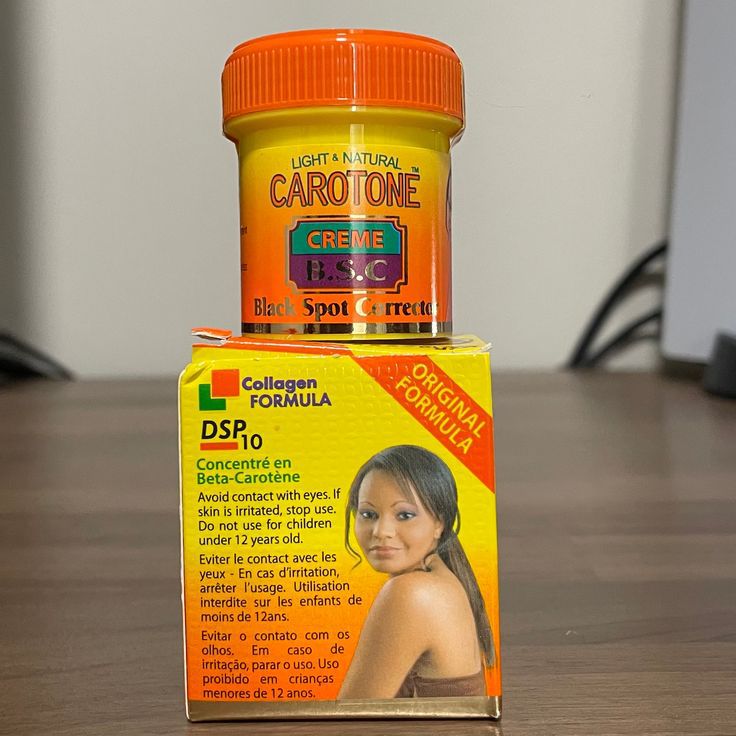 LIGHT & NATURAL
CAROTONE™
CREME
B.S.C
Black Spot Corrector
Collagen
FORMULA
ORIGINAL
FORMULA
DSP10
Concentré en
Beta-Carotène
Avoid contact with eyes. If
skin is irritated, stop use.
Do not use for children
under 12 years old.
Eviter le contact avec les
yeux - En cas d'irritation,
arrêter l'usage. Utilisation
interdite sur les enfants de
moins de 12ans.
Evitar o contato com os
olhos. Em caso de
irritação, parar o uso. Uso
proibido em crianças
menores de 12 anos.